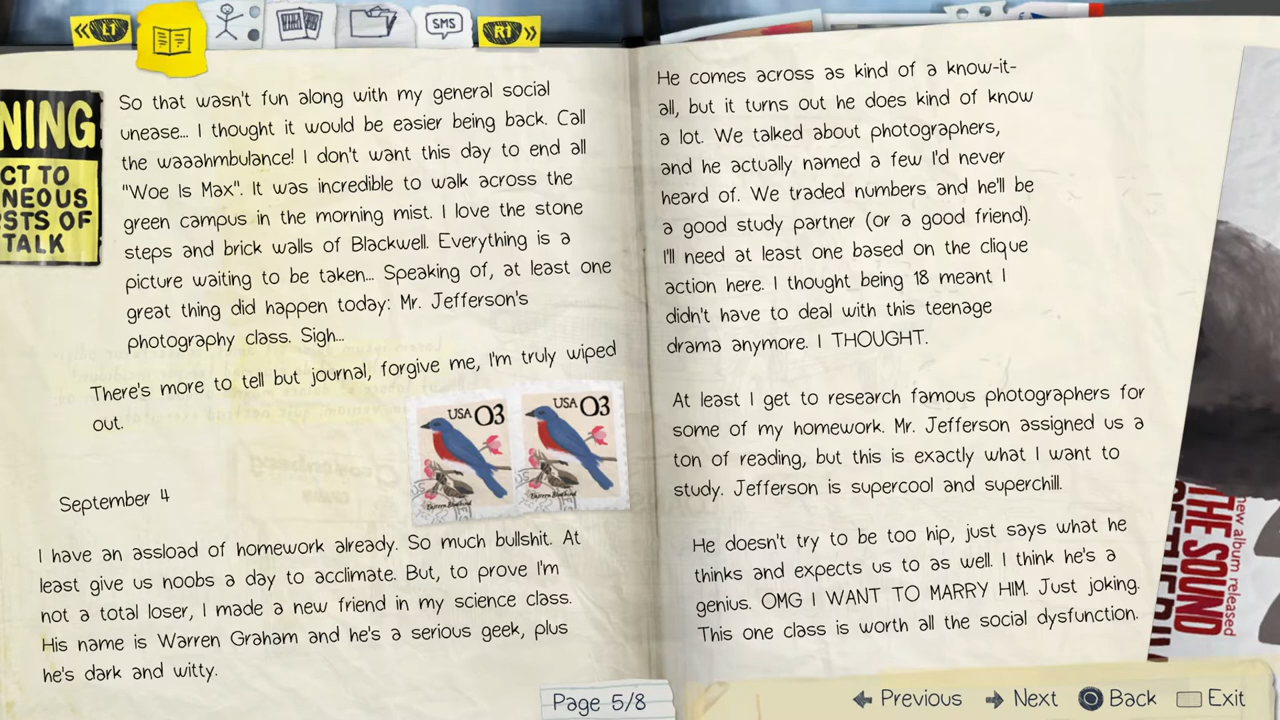 LT
SMS
R1
NING
CT TO
NEOUS
STS OF
TALK
So that wasn't fun along with my general social
unease... I thought it would be easier being back. Call
the waaahmbulance! I don't want this day to end all
"Woe Is Max". It was incredible to walk across the
green campus in the morning mist. I love the stone
steps and brick walls of Blackwell. Everything is a
picture waiting to be taken... Speaking of, at least one
great thing did happen today: Mr. Jefferson's
photography class. Sigh...
There's more to tell but journal, forgive me, I'm truly wiped
out.
USA 03
USA 03
Eastern Bluebird
Eastern Bluebird
September 4
I have an assload of homework already. So much bullshit. At
least give us noobs a day to acclimate. But, to prove I'm
not a total loser, I made a new friend in my science class.
His name is Warren Graham and he's a serious geek, plus
he's dark and witty.
He comes across as kind of a know-it-
all, but it turns out he does kind of know
a lot. We talked about photographers,
and he actually named a few I'd never
heard of. We traded numbers and he'll be
a good study partner (or a good friend).
I'll need at least one based on the clique
action here. I thought being 18 meant I
didn't have to deal with this teenage
drama anymore. I THOUGHT.
At least I get to research famous photographers for
some of my homework. Mr. Jefferson assigned us a
ton of reading, but this is exactly what I want to
study. Jefferson is supercool and superchill.
He doesn't try to be too hip, just says what he
thinks and expects us to as well. I think he's a
genius. OMG I WANT TO MARRY HIM. Just joking.
This one class is worth all the social dysfunction.
new album released
THE SOUND
Page 5/8
Previous
Next
Back
Exit